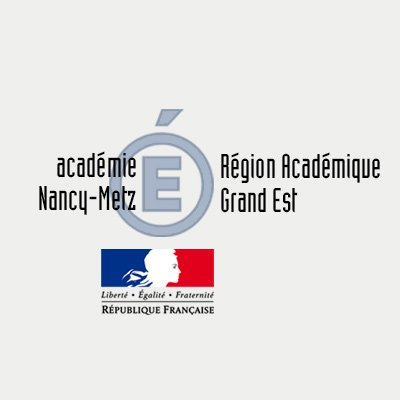 académie
Nancy-Metz
É
Région Académique
Grand Est
Liberté • Égalité • Fraternité
RÉPUBLIQUE FRANÇAISE